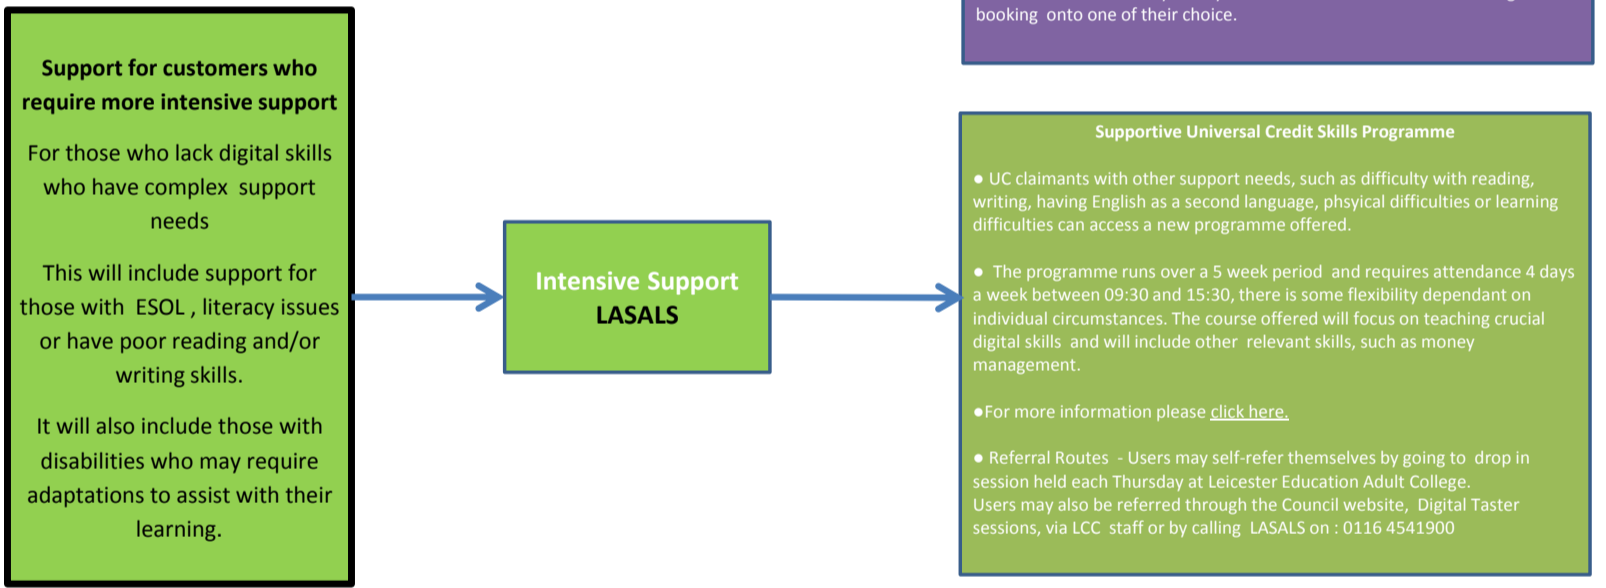 booking onto one of their choice.
Support for customers who
require more intensive support
For those who lack digital skills
who have complex support
needs
This will include support for
those with ESOL , literacy issues
or have poor reading and/or
writing skills.
It will also include those with
disabilities who may require
adaptations to assist with their
learning.
Intensive Support
LASALS
Supportive Universal Credit Skills Programme
● UC claimants with other support needs, such as difficulty with reading,
writing, having English as a second language, phsyical difficulties or learning
difficulties can access a new programme offered.
● The programme runs over a 5 week period and requires attendance 4 days
a week between 09:30 and 15:30, there is some flexibility dependant on
individual circumstances. The course offered will focus on teaching crucial
digital skills and will include other relevant skills, such as money
management.
●For more information please click here.
● Referral Routes - Users may self-refer themselves by going to drop in
session held each Thursday at Leicester Education Adult College.
Users may also be referred through the Council website, Digital Taster
sessions, via LCC staff or by calling LASALS on : 0116 4541900